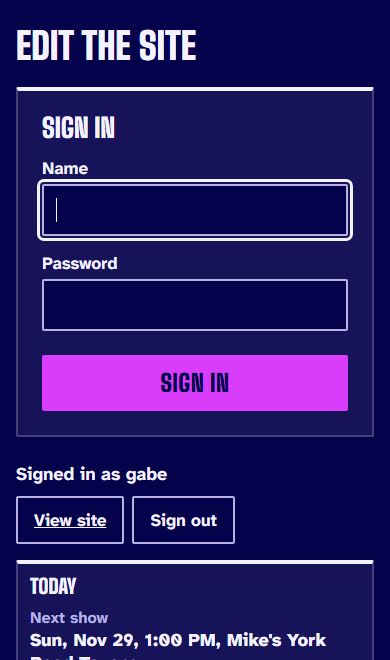 EDIT THE SITE
SIGN IN
Name
Password
SIGN IN
Signed in as gabe
View site
Sign out
TODAY
Next show
Sun, Nov 29, 1:00 PM, Mike's York